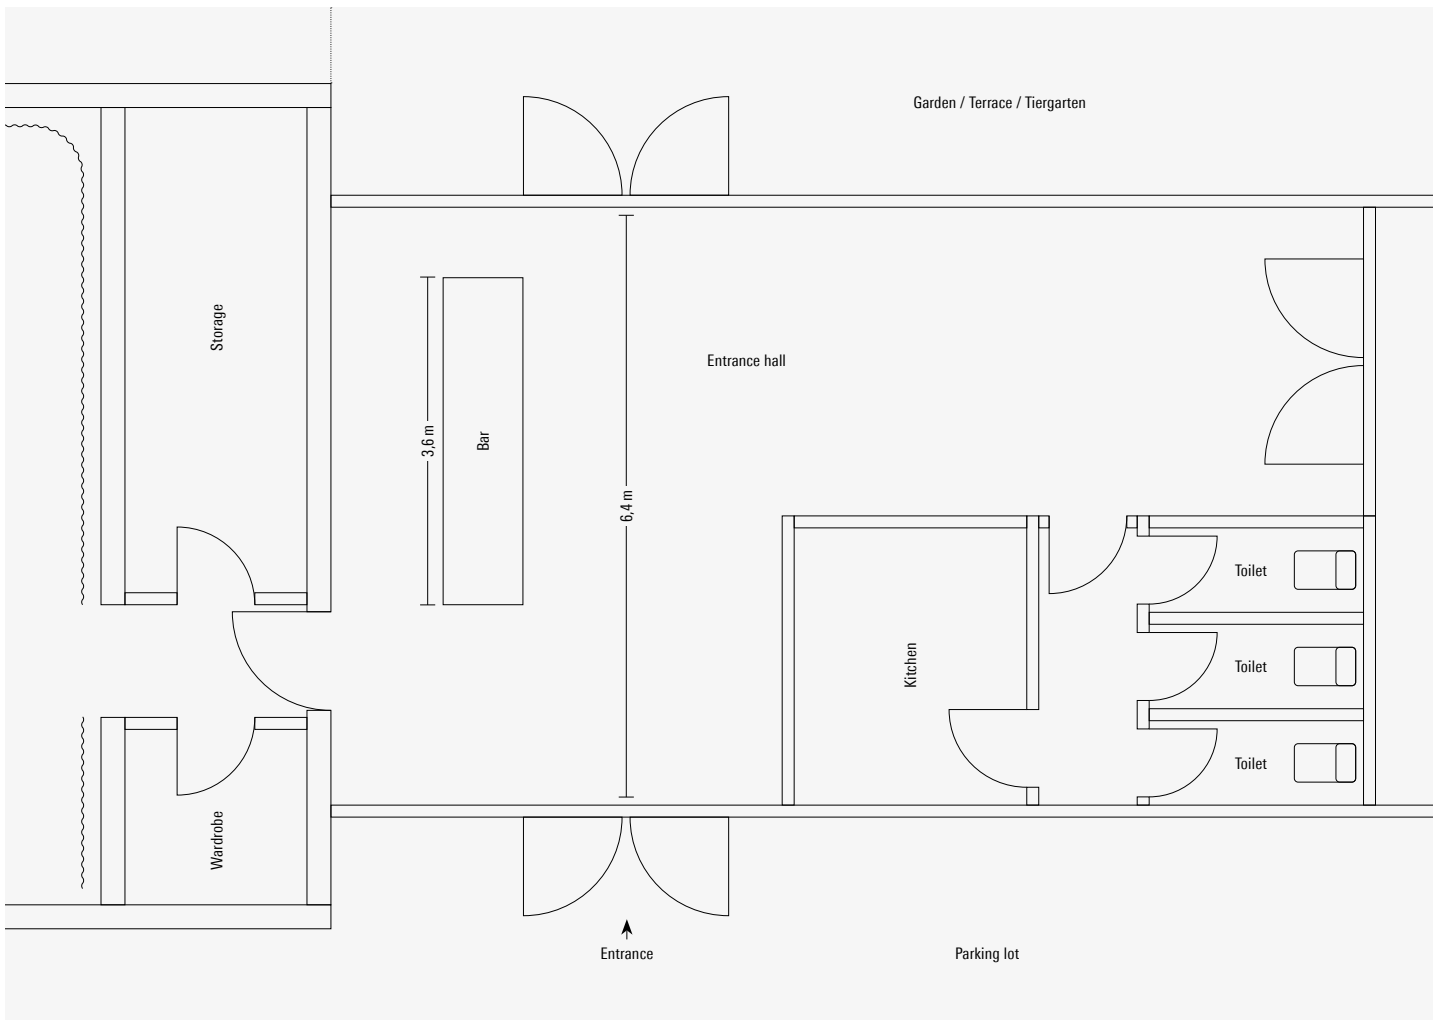 Garden / Terrace / Tiergarten
Storage
Entrance hall
3,6 m
Bar
6,4 m
Toilet
Kitchen
Toilet
Toilet
Wardrobe
Entrance
Parking lot